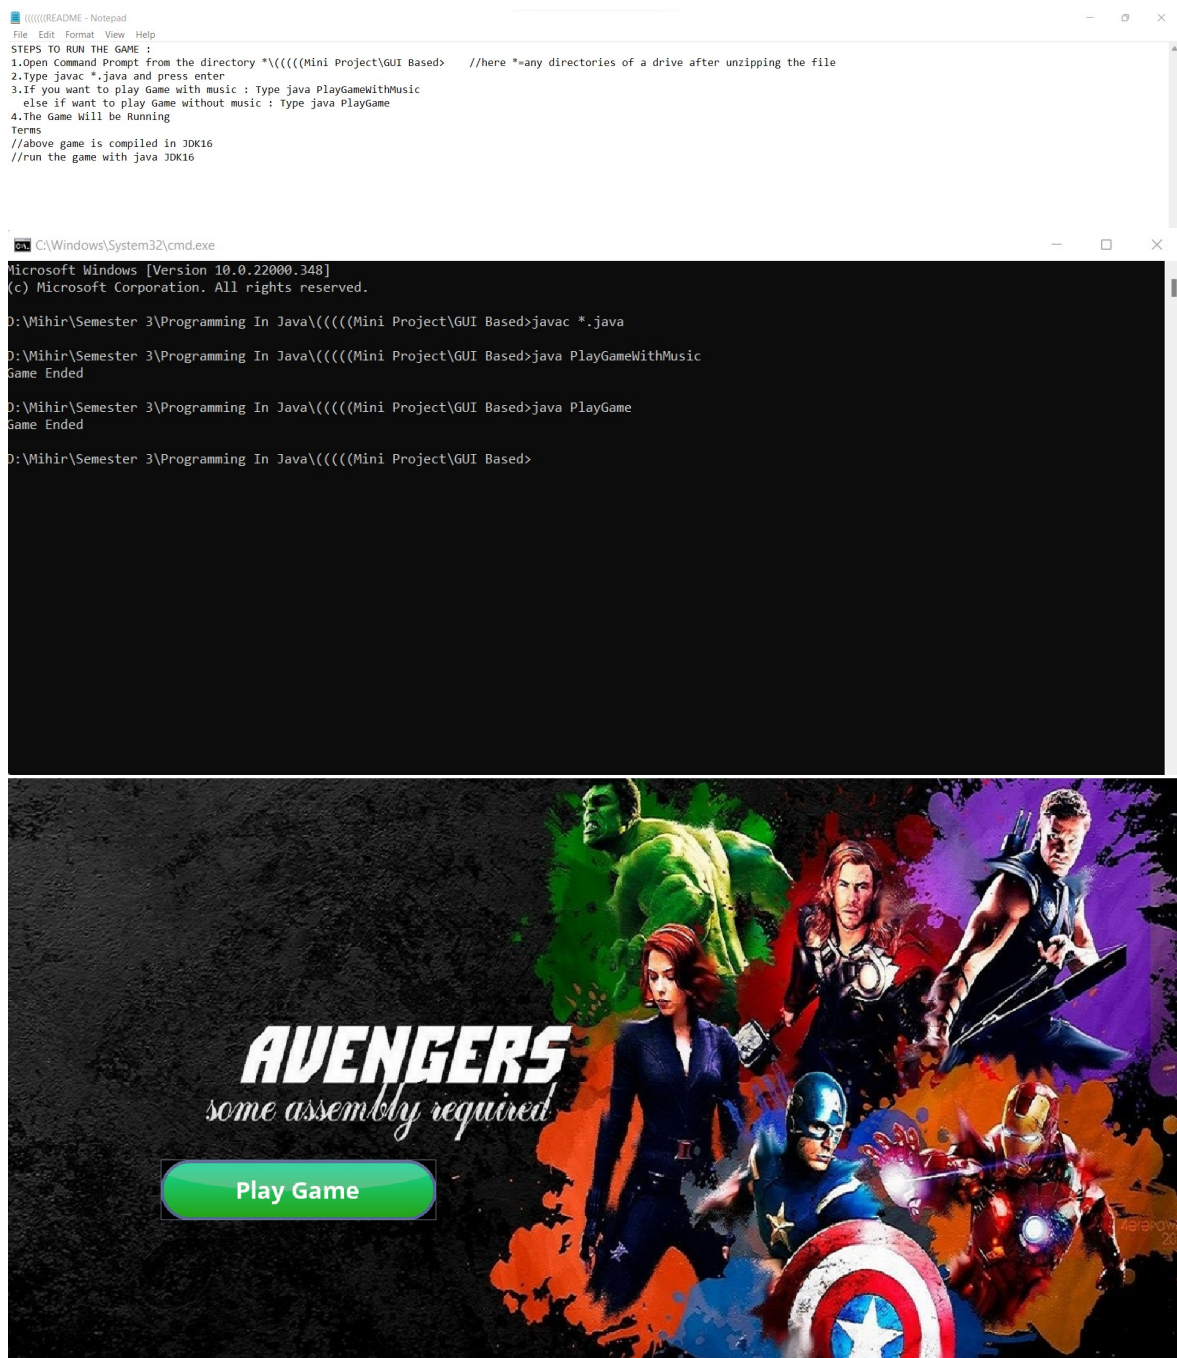 (((((((README - Notepad
File Edit Format View Help
STEPS TO RUN THE GAME :
1.Open Command Prompt from the directory *\(((((Mini Project\GUI Based> //here *=any directories of a drive after unzipping the file
2.Type javac *.java and press enter
3.If you want to play Game with music : Type java PlayGameWithMusic
else if want to play Game without music : Type java PlayGame
4.The Game Will be Running
Terms
//above game is compiled in JDK16
//run the game with java JDK16
C:\Windows\System32\cmd.exe
Microsoft Windows [Version 10.0.22000.348]
(c) Microsoft Corporation. All rights reserved.
D:\Mihir\Semester 3\Programming In Java\(((((Mini Project\GUI Based>javac *.java
D:\Mihir\Semester 3\Programming In Java\(((((Mini Project\GUI Based>java PlayGameWithMusic
Game Ended
D:\Mihir\Semester 3\Programming In Java\(((((Mini Project\GUI Based>java PlayGame
Game Ended
D:\Mihir\Semester 3\Programming In Java\(((((Mini Project\GUI Based>
AVENGERS
some assembly required
Play Game